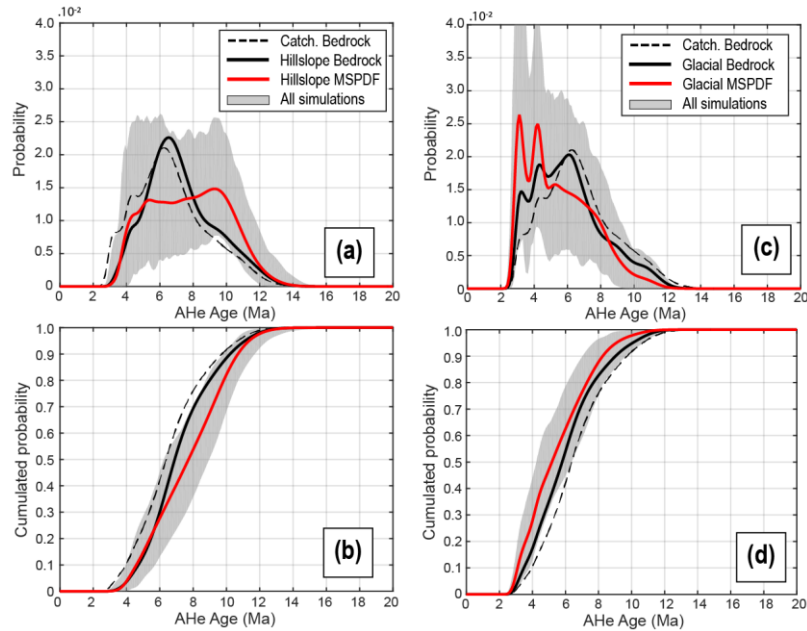 x10⁻²
4.0
3.5
3.0
2.5
2.0
1.5
1.0
0.5
0
Probability
Catch. Bedrock
Hillslope Bedrock
Hillslope MSPDF
All simulations
(a)
0 2 4 6 8 10 12 14 16 18 20
AHe Age (Ma)
1.0
0.9
0.8
0.7
0.6
0.5
0.4
0.3
0.2
0.1
0
Cumulated probability
(b)
0 2 4 6 8 10 12 14 16 18 20
AHe Age (Ma)
x10⁻²
4.0
3.5
3.0
2.5
2.0
1.5
1.0
0.5
0
Probability
Catch. Bedrock
Glacial Bedrock
Glacial MSPDF
All simulations
(c)
0 2 4 6 8 10 12 14 16 18 20
AHe Age (Ma)
1.0
0.9
0.8
0.7
0.6
0.5
0.4
0.3
0.2
0.1
0
Cumulated probability
(d)
0 2 4 6 8 10 12 14 16 18 20
AHe Age (Ma)